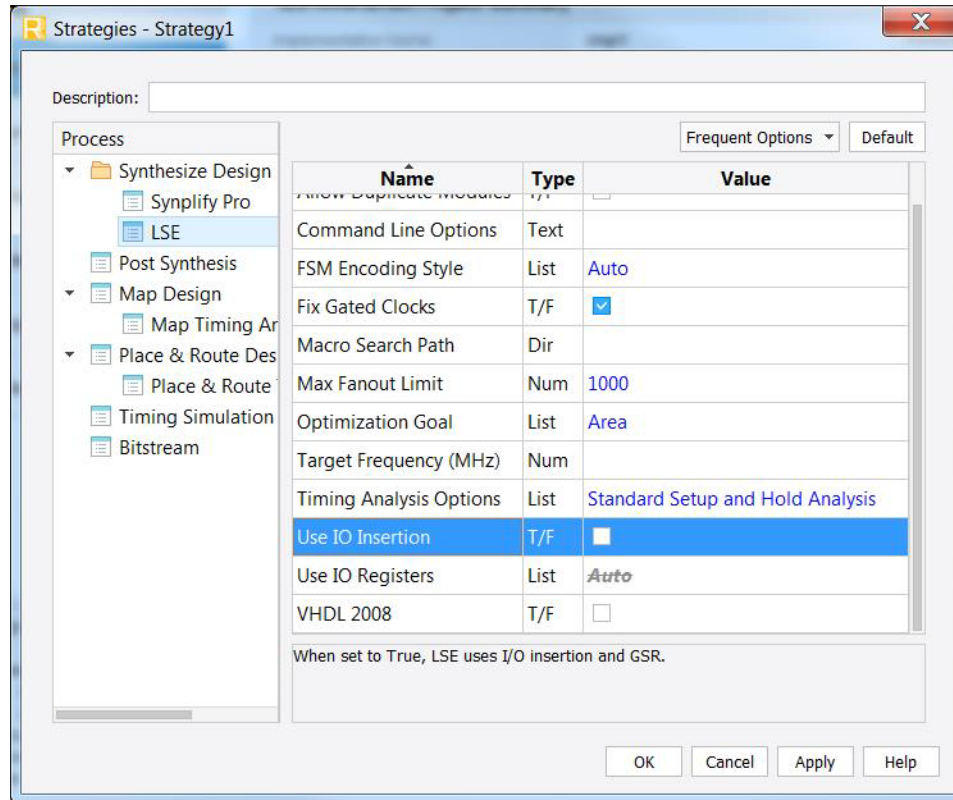 Strategies - Strategy1
X
Description:
Process
Frequent Options
Default
Synthesize Design
Synplify Pro
LSE
Post Synthesis
Map Design
Map Timing Ar
Place & Route Des
Place & Route
Timing Simulation
Bitstream
Name Type Value
Allow Duplicate Modules T/F
Command Line Options Text
FSM Encoding Style List Auto
Fix Gated Clocks T/F
Macro Search Path Dir
Max Fanout Limit Num 1000
Optimization Goal List Area
Target Frequency (MHz) Num
Timing Analysis Options List Standard Setup and Hold Analysis
Use IO Insertion T/F
Use IO Registers List Auto
VHDL 2008 T/F
When set to True, LSE uses I/O insertion and GSR.
OK Cancel Apply Help